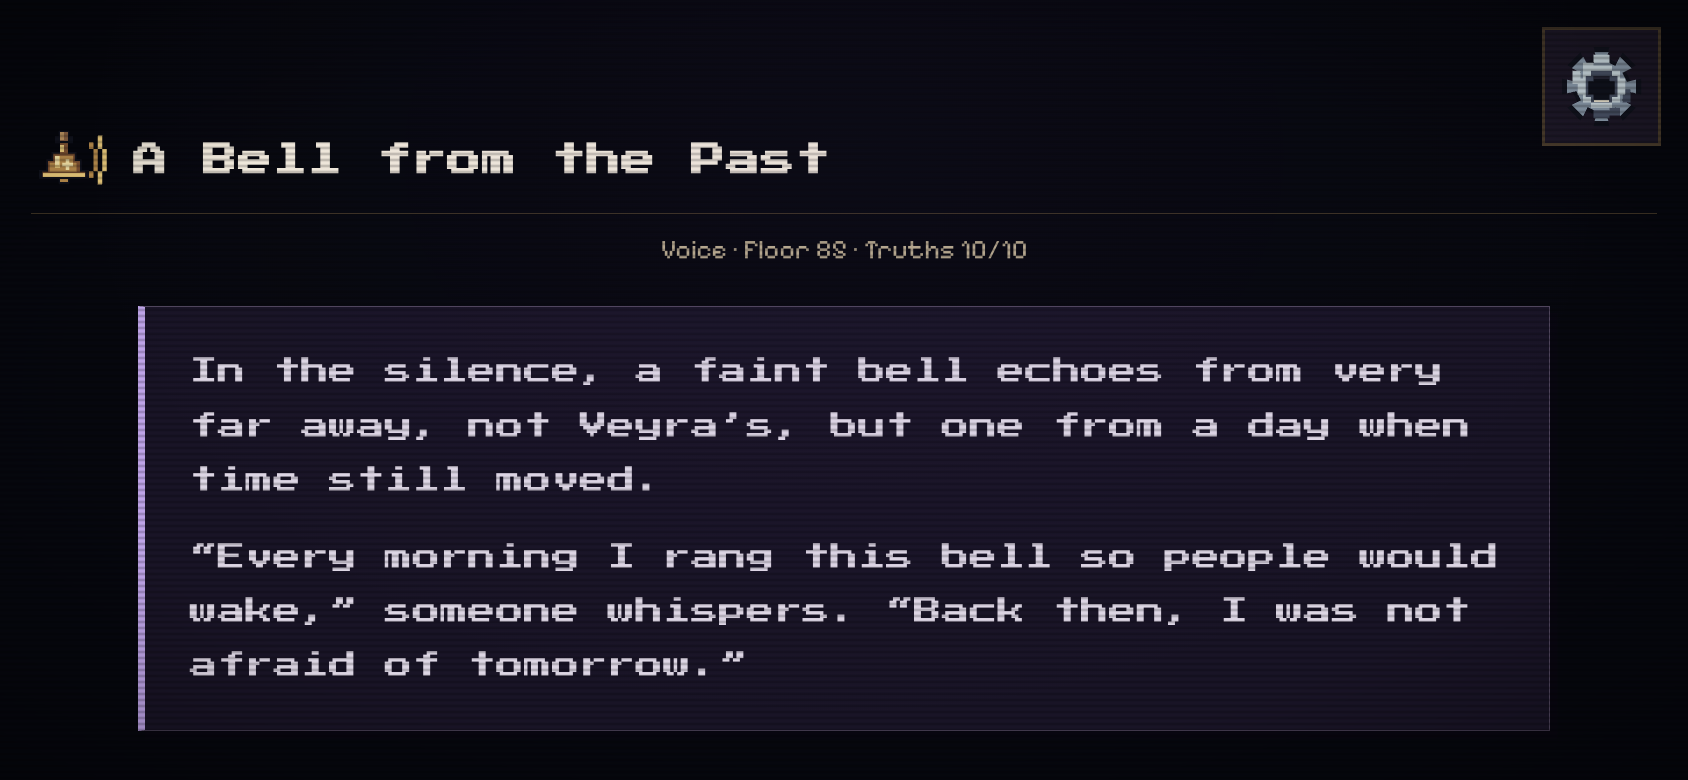 A Bell from the Past
Voice · Floor 89 · Truths 10/10
In the silence, a faint bell echoes from very
far away, not Veyra's, but one from a day when
time still moved.
“Every morning I rang this bell so people would
wake,” someone whispers. “Back then, I was not
afraid of tomorrow.”